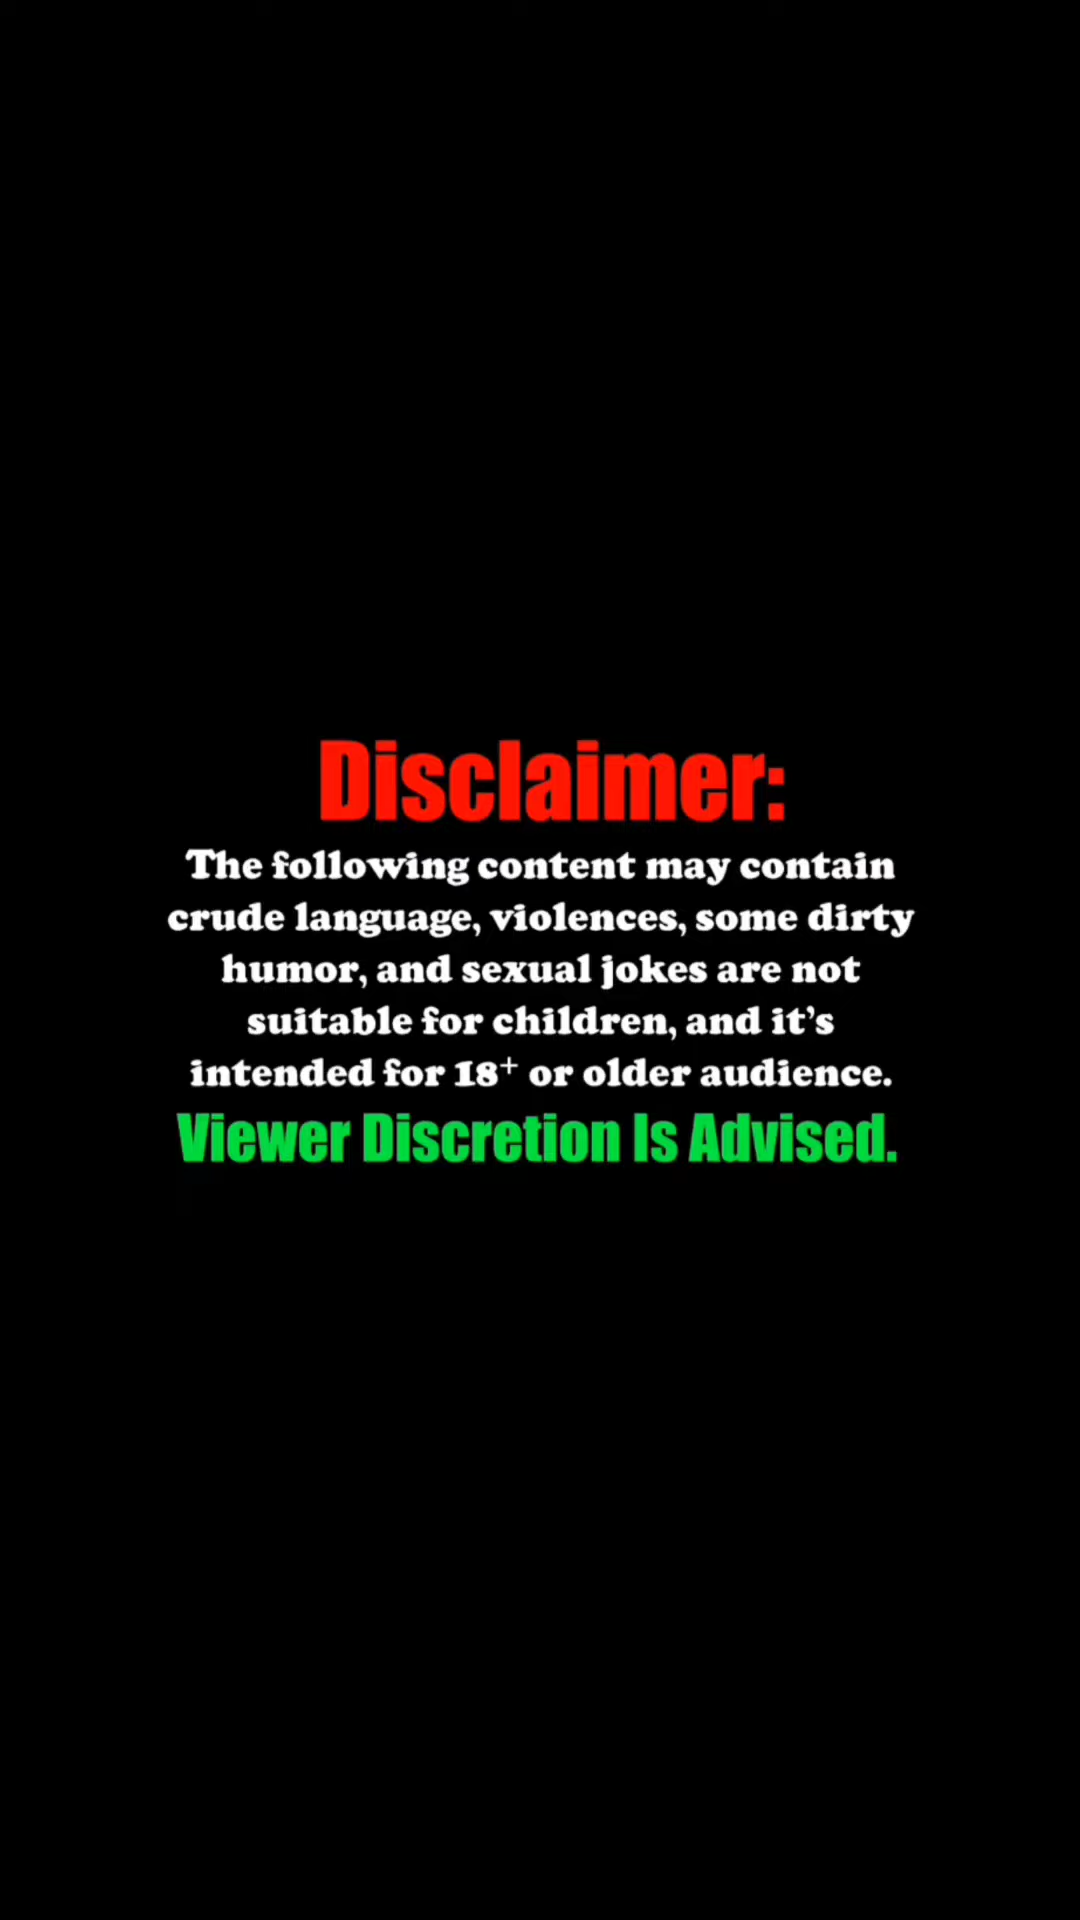 Disclaimer:
The following content may contain
crude language, violences, some dirty
humor, and sexual jokes are not
suitable for children, and it’s
intended for 18⁺ or older audience.
Viewer Discretion Is Advised.